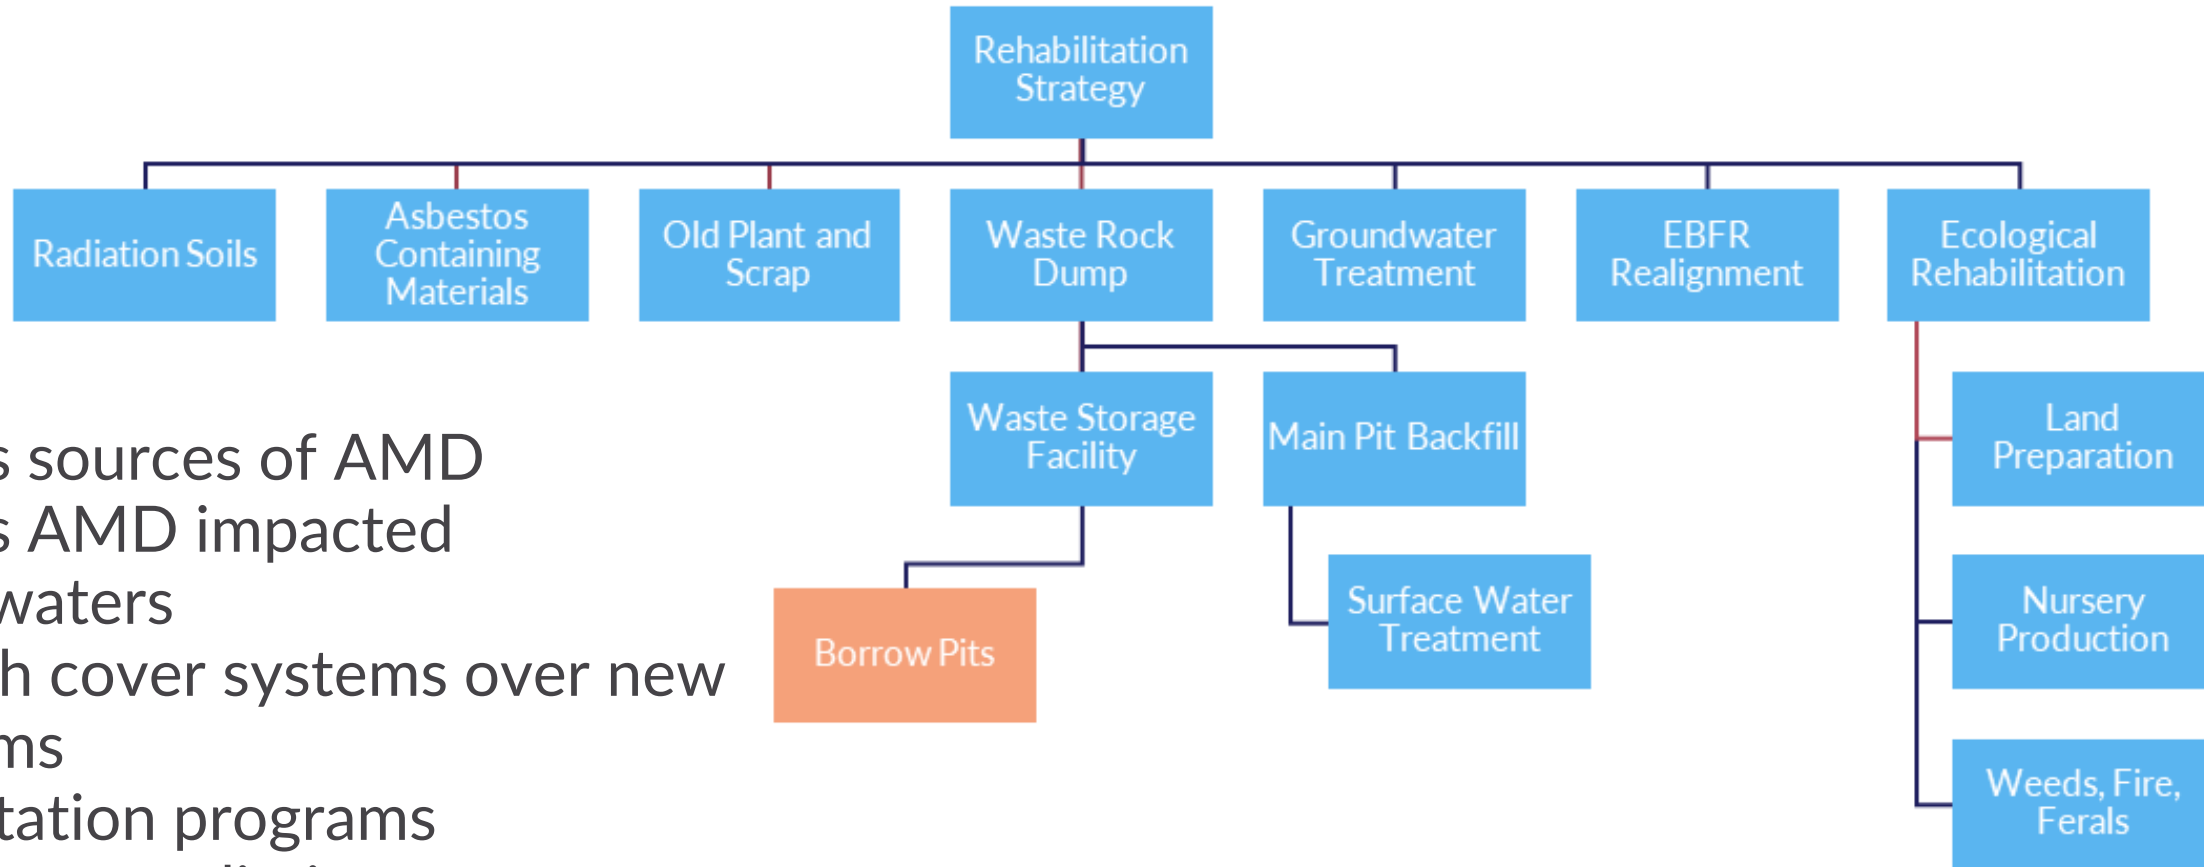 Rehabilitation
Strategy
Radiation Soils
Asbestos
Containing
Materials
Old Plant and
Scrap
Waste Rock
Dump
Groundwater
Treatment
EBFR
Realignment
Ecological
Rehabilitation
Waste Storage
Facility
Main Pit Backfill
Land
Preparation
Borrow Pits
Surface Water
Treatment
Nursery
Production
Weeds, Fire,
Ferals
s sources of AMD
s AMD impacted
waters
h cover systems over new
ms
tation programs